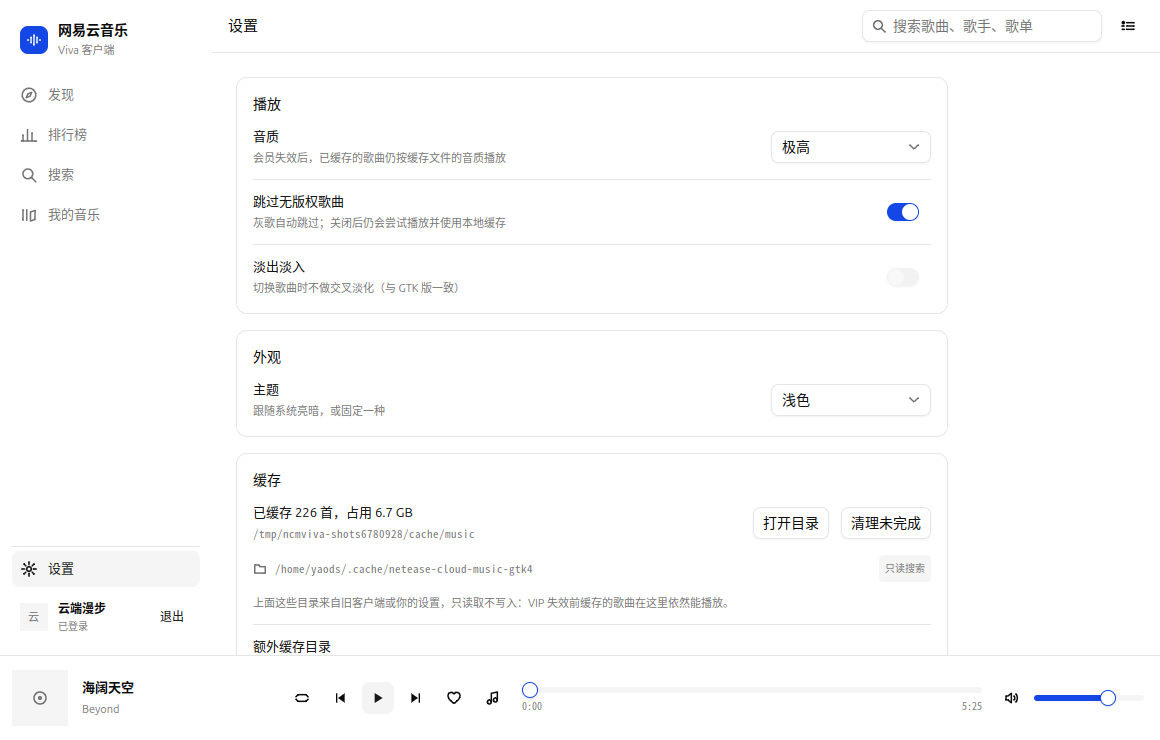 网易云音乐
Viva 客户端
发现
排行榜
搜索
我的音乐
设置
云
云端漫步
已登录
退出
设置
搜索歌曲、歌手、歌单
播放
音质
会员失效后，已缓存的歌曲仍按缓存文件的音质播放
极高
跳过无版权歌曲
灰歌自动跳过；关闭后仍会尝试播放并使用本地缓存
淡出淡入
切换歌曲时不做交叉淡化（与 GTK 版一致）
外观
主题
跟随系统亮暗，或固定一种
浅色
缓存
已缓存 226 首，占用 6.7 GB
/tmp/ncmviva-shots6780928/cache/music
打开目录
清理未完成
/home/yaods/.cache/netease-cloud-music-gtk4
只读搜索
上面这些目录来自旧客户端或你的设置，只读取不写入：VIP 失效前缓存的歌曲在这里依然能播放。
额外缓存目录
海阔天空
Beyond
0:00
5:25